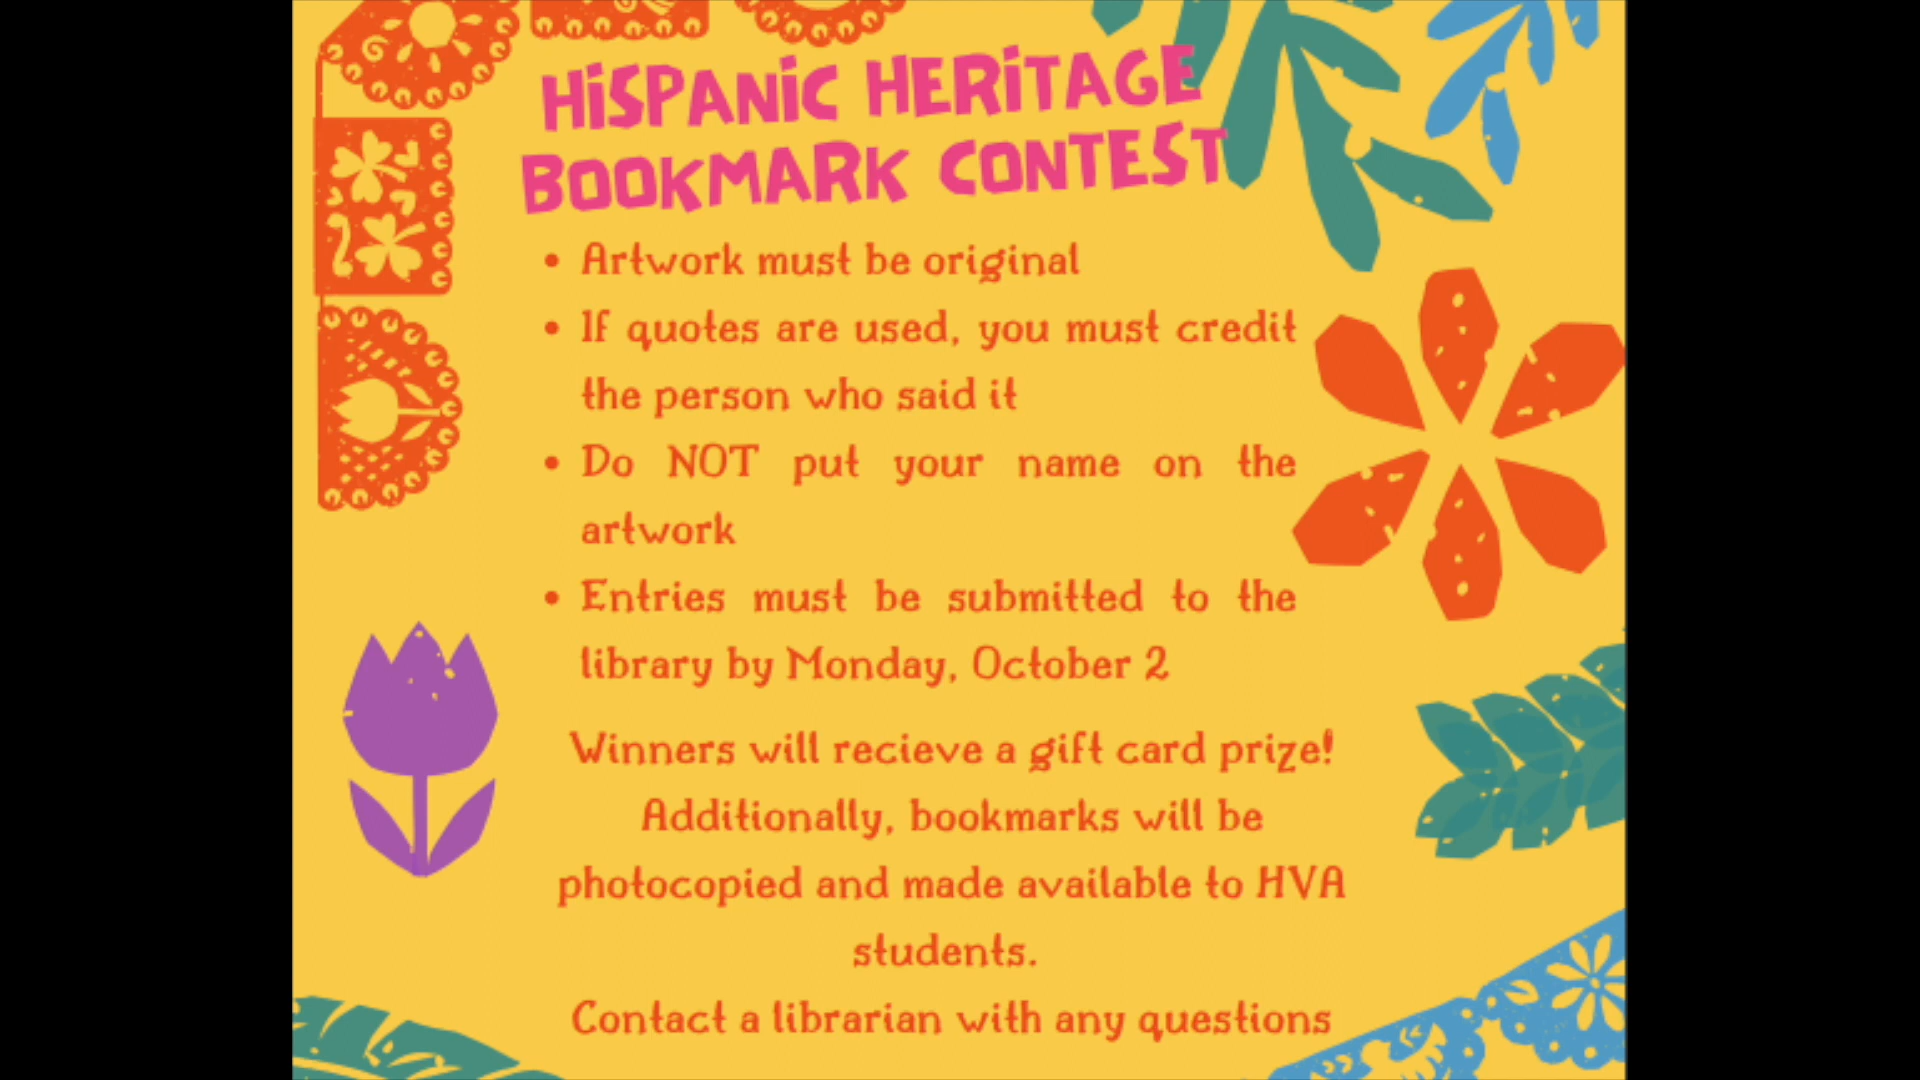 HiSPANiC HERiTAGE
BOOKMARK CONTEST
• Artwork must be original
• If quotes are used, you must credit
the person who said it
• Do NOT put your name on the
artwork
• Entries must be submitted to the
library by Monday, October 2
Winners will recieve a gift card prize!
Additionally, bookmarks will be
photocopied and made available to HVA
students.
Contact a librarian with any questions